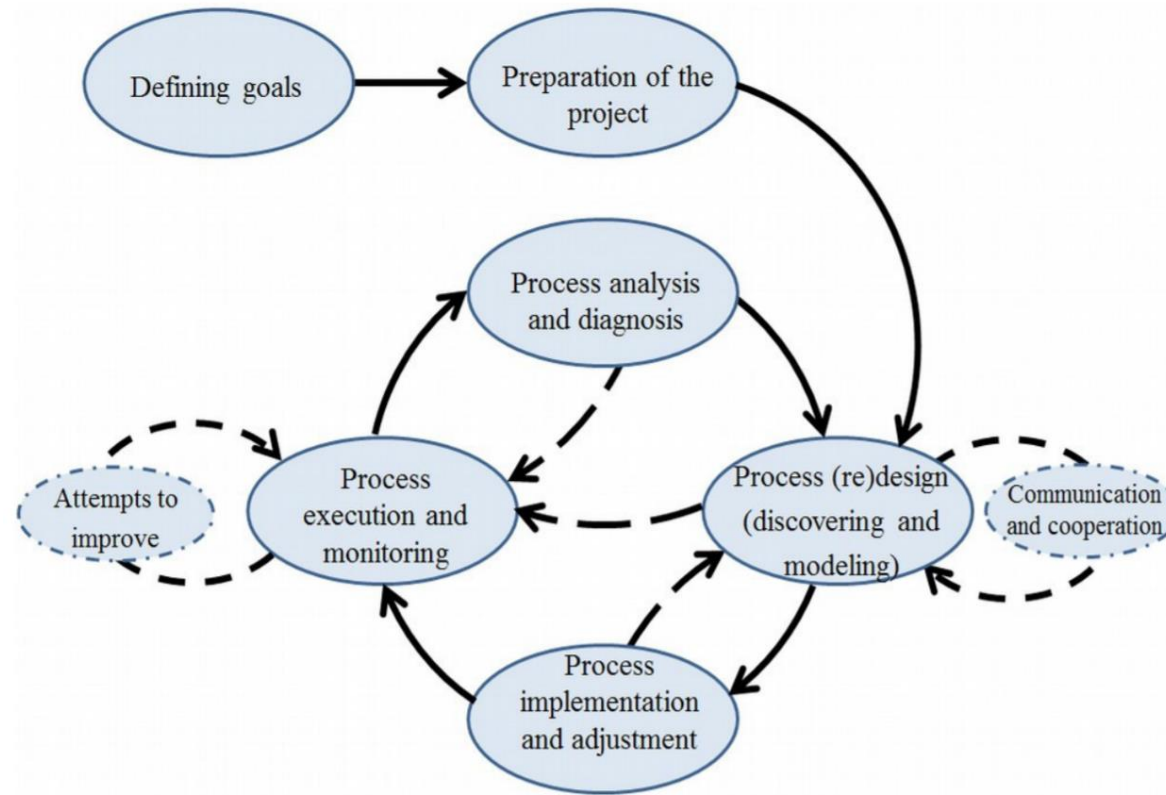 Defining goals
Preparation of the
project
Process analysis
and diagnosis
Attempts to
improve
Process
execution and
monitoring
Process (re)design
(discovering and
modeling)
Communication
and cooperation
Process
implementation
and adjustment